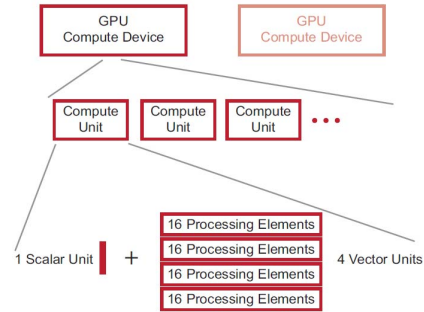 GPU
Compute Device
GPU
Compute Device
Compute
Unit
Compute
Unit
Compute
Unit
...
1 Scalar Unit
+
16 Processing Elements
16 Processing Elements
16 Processing Elements
16 Processing Elements
4 Vector Units